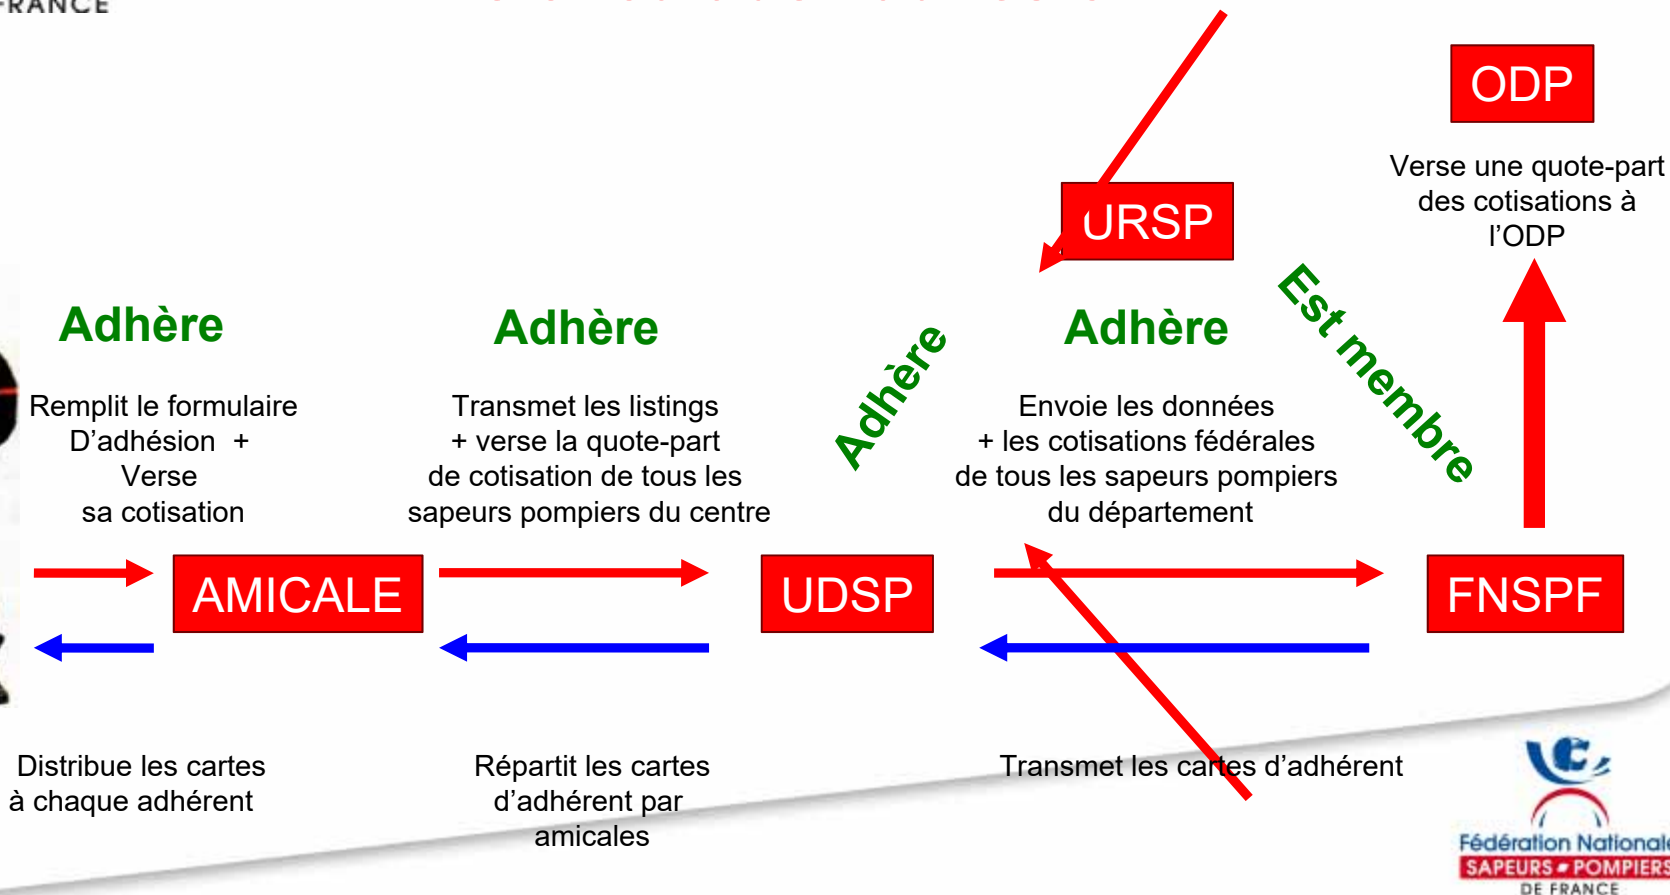 FRANCE
ODP
Verse une quote-part
des cotisations à
l’ODP
URSP
Adhère
Adhère
Adhère
Adhère
Est membre
Remplit le formulaire
D’adhésion +
Verse
sa cotisation
Transmet les listings
+ verse la quote-part
de cotisation de tous les
sapeurs pompiers du centre
Envoie les données
+ les cotisations fédérales
de tous les sapeurs pompiers
du département
AMICALE
UDSP
FNSPF
Distribue les cartes
à chaque adhérent
Répartit les cartes
d’adhérent par
amicales
Transmet les cartes d’adhérent
Fédération Nationale
SAPEURS POMPIERS
DE FRANCE